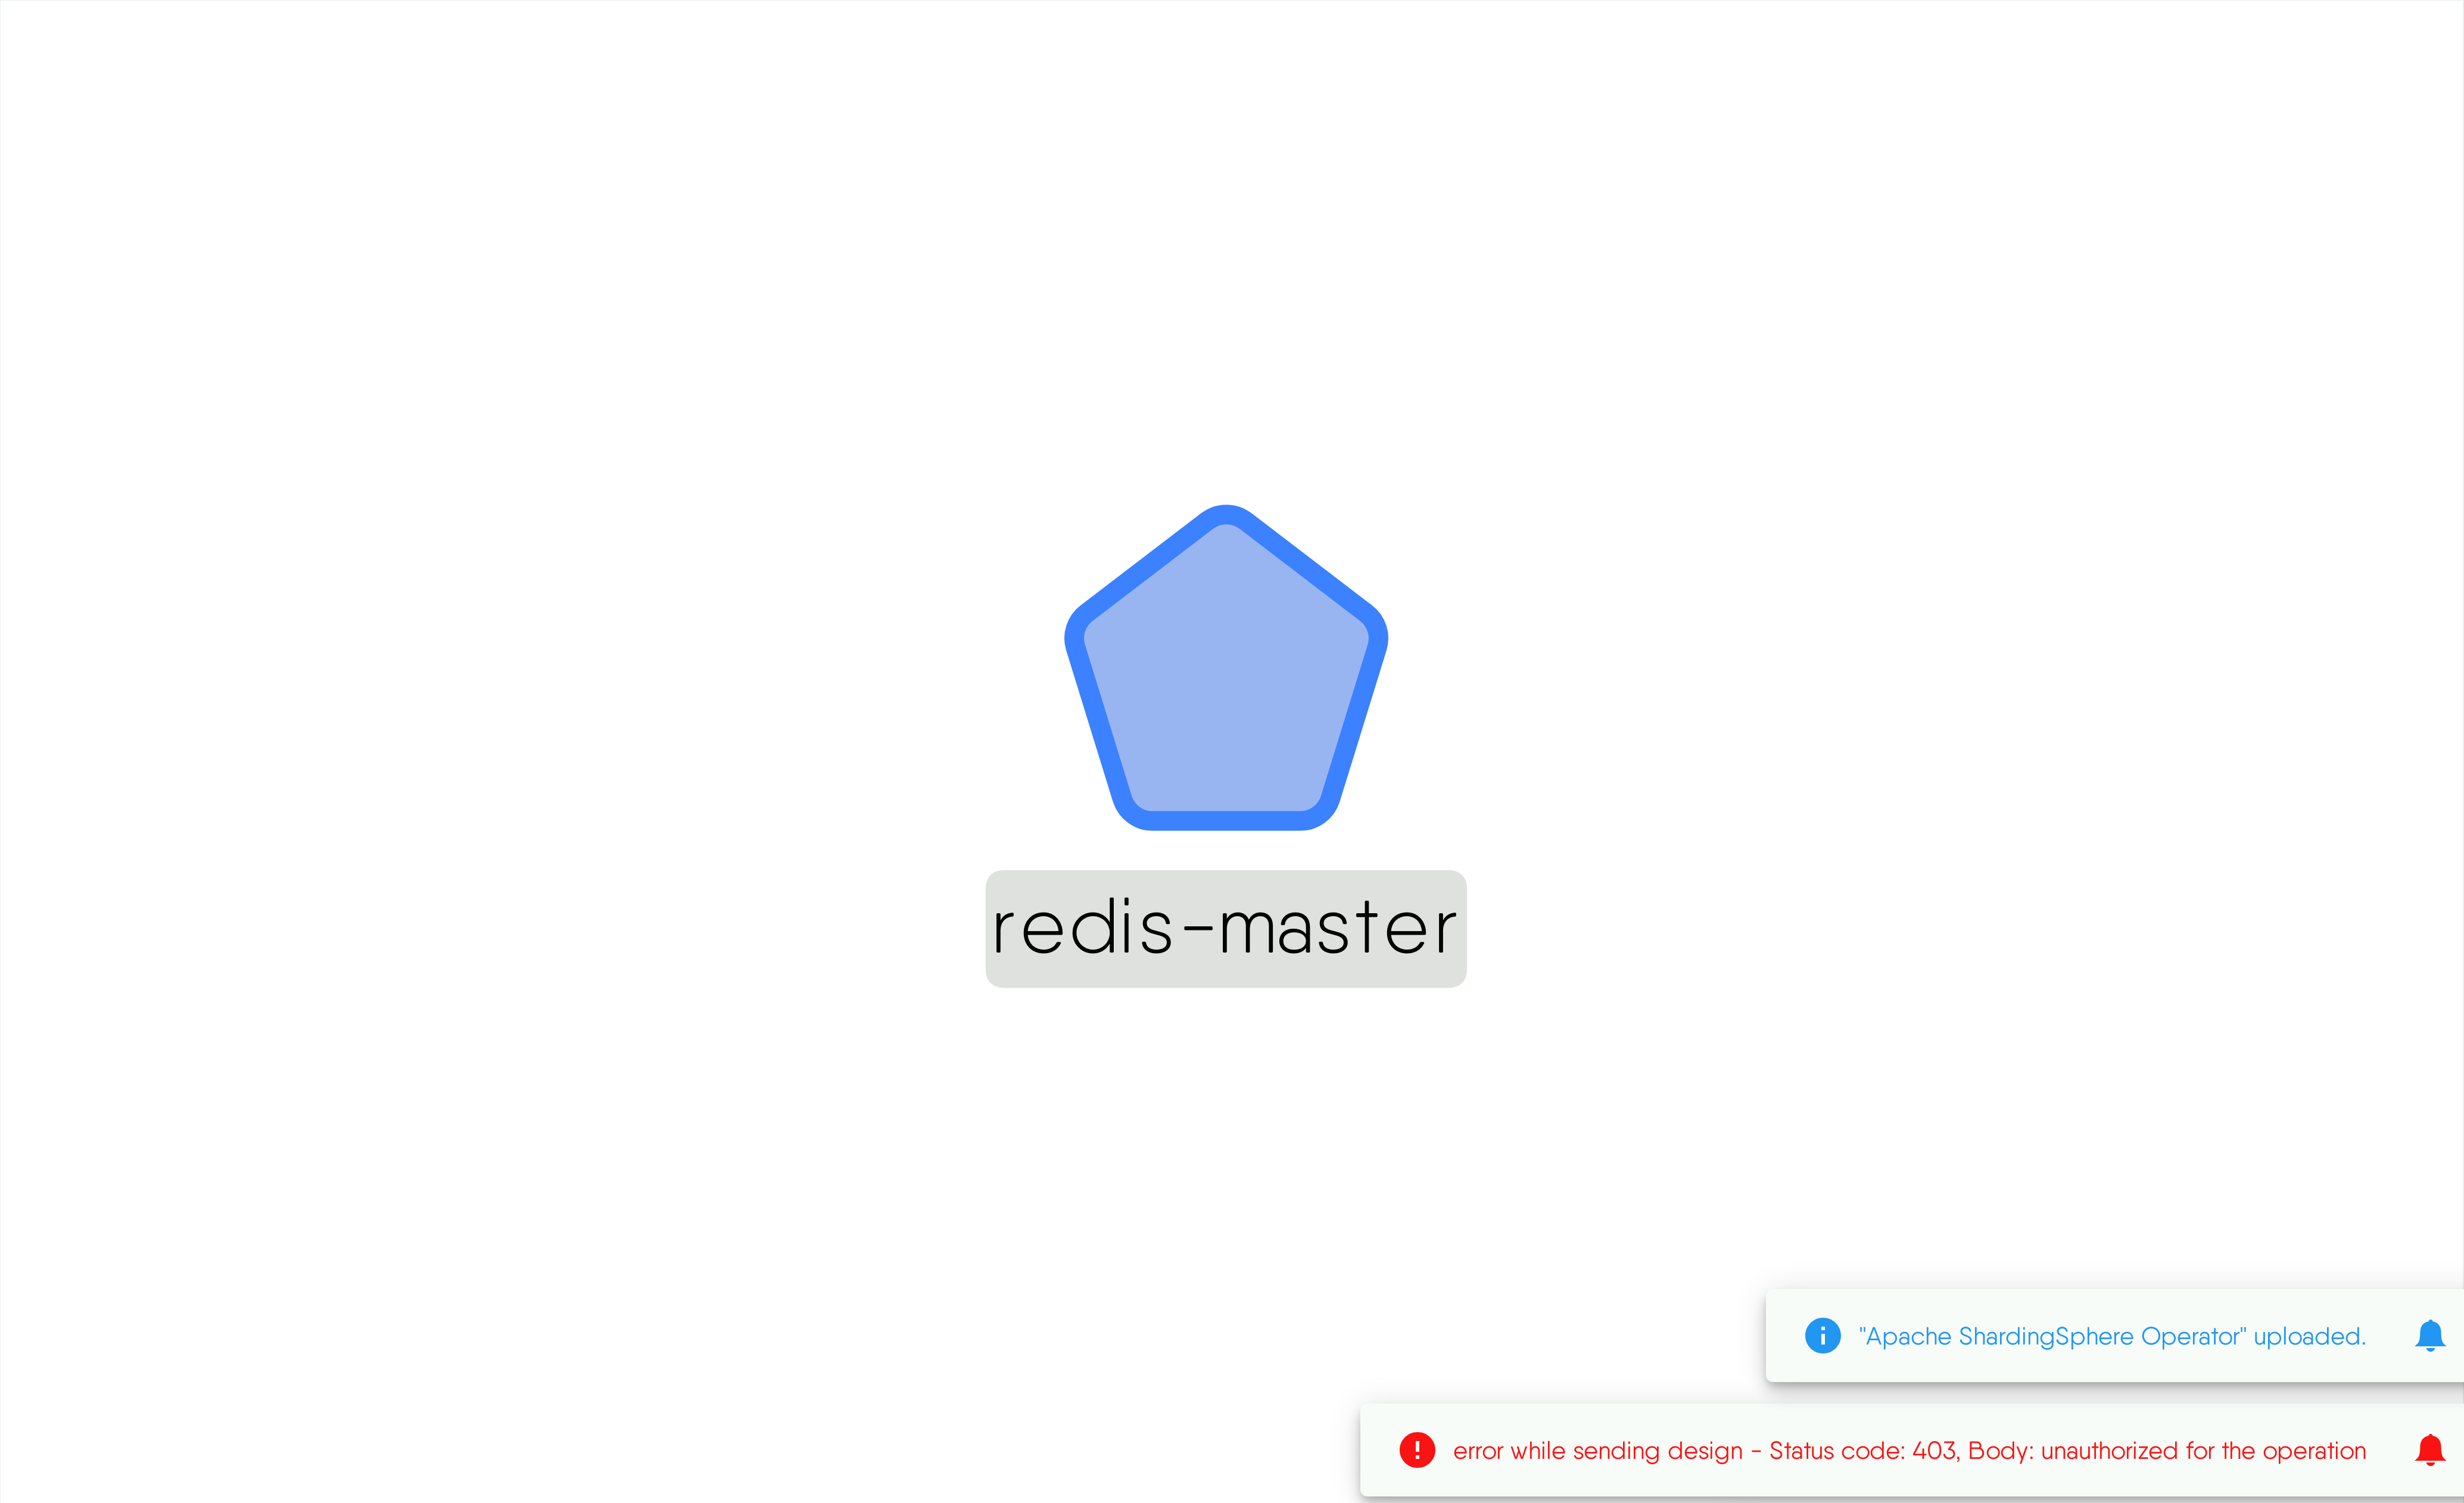 redis-master
"Apache ShardingSphere Operator" uploaded.
error while sending design - Status code: 403, Body: unauthorized for the operation